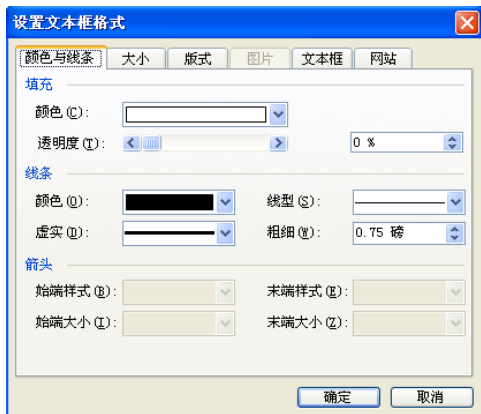 设置文本框格式
颜色与线条 大小 版式 图片 文本框 网站
填充
颜色(C):
透明度(T): 0 %
线条
颜色(O): 线型(S):
虚实(D): 粗细(W): 0.75 磅
箭头
始端样式(B): 末端样式(E):
始端大小(I): 末端大小(Z):
确定 取消